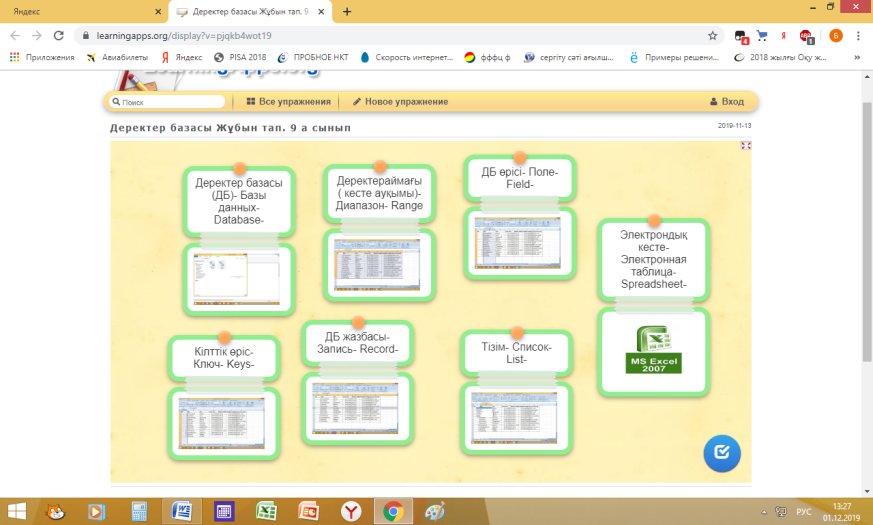 Яндекс
Деректер базасы Жұбын тап. 9
learningapps.org/display?v=pjqkb4wot19
Приложения
Авиабилеты
Яндекс
PISA 2018
ПРОБНОЕ НКТ
Скорость интернет...
фффц ф
сергіту сәті ағылш...
Примеры решени...
2018 жылғы Оқу ж...
Поиск
Все упражнения
Новое упражнение
Вход
Деректер базасы Жұбын тап. 9 а сынып
2019-11-13
Деректер базасы
(ДБ)- Базы
данных-
Database-
Деректераймағы
( кесте ауқымы)-
Диапазон- Range
ДБ өрісі- Поле-
Field-
Электрондық
кесте-
Электронная
таблица-
Spreadsheet-
MS Excel
2007
Кілттік өріс-
Ключ- Keys-
ДБ жазбасы-
Запись- Record-
Тізім- Список-
List-
РУС
13:27
01.12.2019